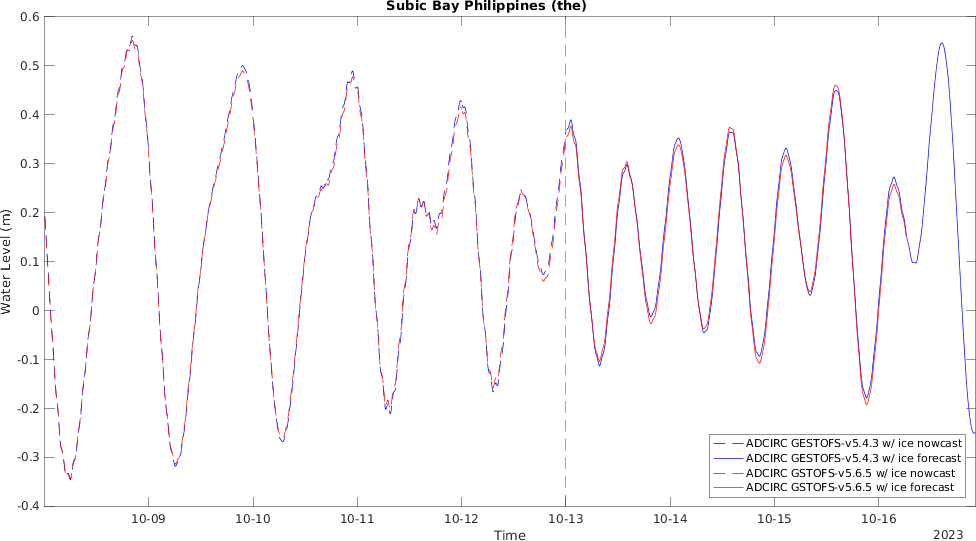 Subic Bay Philippines (the)
0.6
0.5
0.4
0.3
0.2
0.1
0
-0.1
-0.2
-0.3
-0.4
Water Level (m)
ADCIRC GESTOFS-v5.4.3 w/ ice nowcast
ADCIRC GESTOFS-v5.4.3 w/ ice forecast
ADCIRC GSTOFS-v5.6.5 w/ ice nowcast
ADCIRC GSTOFS-v5.6.5 w/ ice forecast
10-09 10-10 10-11 10-12 10-13 10-14 10-15 10-16
Time
2023